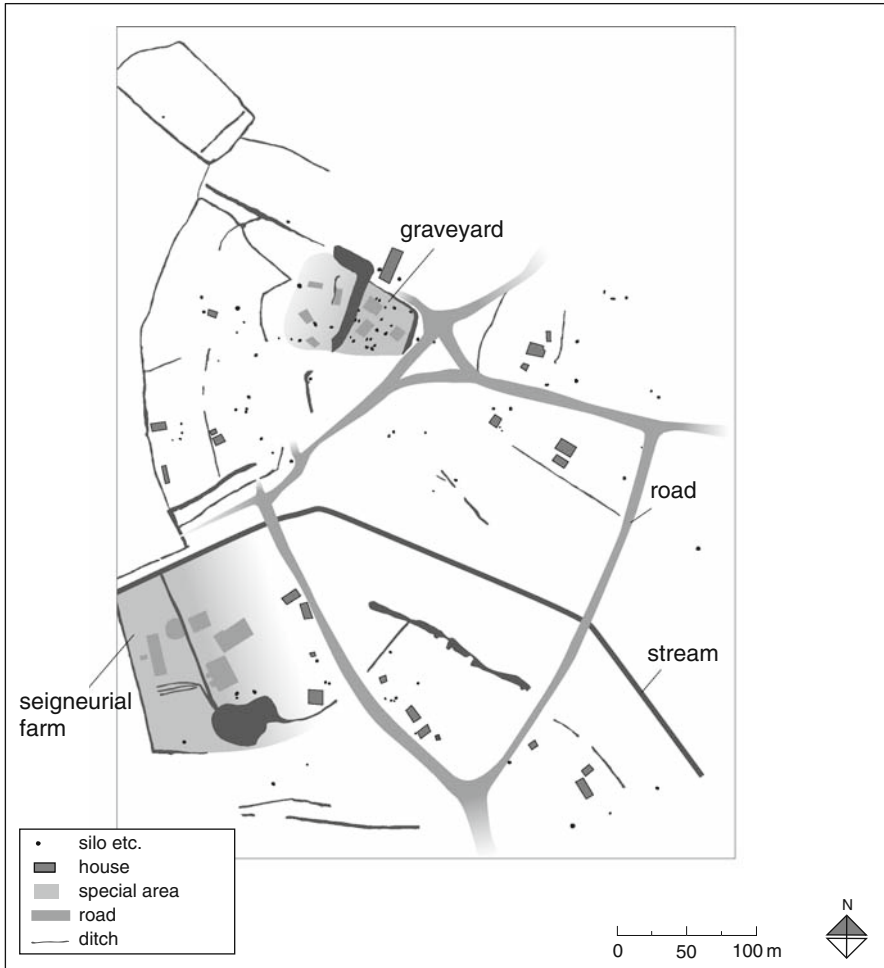 graveyard
road
stream
seigneurial
farm
silo etc.
house
special area
road
ditch
0 50 100 m
N